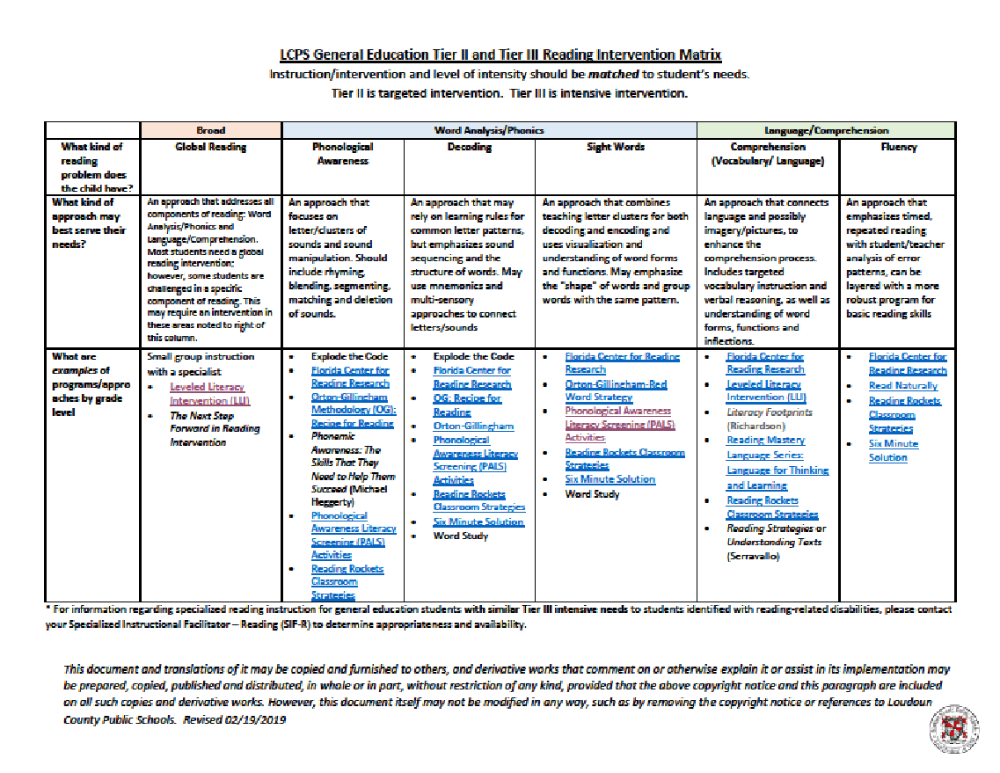 LCPS General Education Tier II and Tier III Reading Intervention Matrix
Instruction/intervention and level of intensity should be matched to student's needs.
Tier II is targeted intervention. Tier III is intensive intervention.
Broad
Word Analysis/Phonics
Language/Comprehension
What kind of
reading
problem does
the child have?
Global Reading
Phonological
Awareness
Decoding
Sight Words
Comprehension
(Vocabulary/ Language)
Fluency
What kind of
approach may
best serve their
needs?
An approach that addresses all
components of reading: Word
Analysis/Phonics and
Language/Comprehension.
Most students need a global
reading intervention;
however, some students are
challenged in a specific
component of reading. This
may require an intervention in
these areas noted to right of
this column.
An approach that
focuses on
letter/clusters of
sounds and sound
manipulation. Should
include rhyming,
blending, segmenting,
matching and deletion
of sounds.
An approach that may
rely on learning rules for
common letter patterns,
but emphasizes sound
sequencing and the
structure of words. May
use mnemonics and
multi-sensory
approaches to connect
letters/sounds
An approach that combines
teaching letter clusters for both
decoding and encoding and
uses visualization and
understanding of word forms
and functions. May emphasize
the "shape" of words and group
words with the same pattern.
An approach that connects
language and possibly
imagery/pictures, to
enhance the
comprehension process.
Includes targeted
vocabulary instruction and
verbal reasoning, as well as
understanding of word
forms, functions and
inflections.
An approach that
emphasizes timed,
repeated reading
with student/teacher
analysis of error
patterns, can be
layered with a more
robust program for
basic reading skills
What are
examples of
programs/appro
aches by grade
level
Small group instruction
with a specialist
• Leveled Literacy
Intervention (LLI)
• The Next Step
Forward in Reading
Intervention
• Explode the Code
• Florida Center for
Reading Research
• Orton-Gillingham
Methodology (OG):
Recipe for Reading
• Phonemic
Awareness: The
Skills That They
Need to Help Them
Succeed (Michael
Heggerty)
• Phonological
Awareness Literacy
Screening (PALS)
Activities
• Reading Rockets
Classroom
Strategies
• Explode the Code
• Florida Center for
Reading Research
• OG: Recipe for
Reading
• Orton-Gillingham
• Phonological
Awareness Literacy
Screening (PALS)
Activities
• Reading Rockets
Classroom Strategies
• Six Minute Solution
• Word Study
• Florida Center for Reading
Research
• Orton-Gillingham-Red
Word Strategy
• Phonological Awareness
Literacy Screening (PALS)
Activities
• Reading Rockets Classroom
Strategies
• Six Minute Solution
• Word Study
• Florida Center for
Reading Research
• Leveled Literacy
Intervention (LLI)
• Literacy Footprints
(Richardson)
• Reading Mastery
Language Series:
Language for Thinking
and Learning
• Reading Rockets
Classroom Strategies
• Reading Strategies or
Understanding Texts
(Serravallo)
• Florida Center for
Reading Research
• Read Naturally
• Reading Rockets
Classroom
Strategies
• Six Minute
Solution
* For information regarding specialized reading instruction for general education students with similar Tier III intensive needs to students identified with reading-related disabilities, please contact
your Specialized Instructional Facilitator – Reading (SIF-R) to determine appropriateness and availability.
This document and translations of it may be copied and furnished to others, and derivative works that comment on or otherwise explain it or assist in its implementation may
be prepared, copied, published and distributed, in whole or in part, without restriction of any kind, provided that the above copyright notice and this paragraph are included
on all such copies and derivative works. However, this document itself may not be modified in any way, such as by removing the copyright notice or references to Loudoun
County Public Schools. Revised 02/19/2019